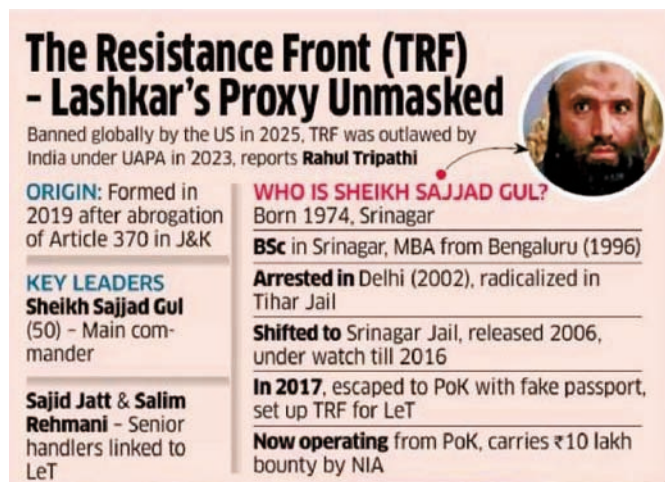 The Resistance Front (TRF)
– Lashkar's Proxy Unmasked
Banned globally by the US in 2025, TRF was outlawed by
India under UAPA in 2023, reports Rahul Tripathi
ORIGIN: Formed in
2019 after abrogation
of Article 370 in J&K
KEY LEADERS
Sheikh Sajjad Gul
(50) – Main com-
mander
Sajid Jatt & Salim
Rehmani – Senior
handlers linked to
LeT
WHO IS SHEIKH SAJJAD GUL?
Born 1974, Srinagar
BSc in Srinagar, MBA from Bengaluru (1996)
Arrested in Delhi (2002), radicalized in
Tihar Jail
Shifted to Srinagar Jail, released 2006,
under watch till 2016
In 2017, escaped to PoK with fake passport,
set up TRF for LeT
Now operating from PoK, carries ₹10 lakh
bounty by NIA